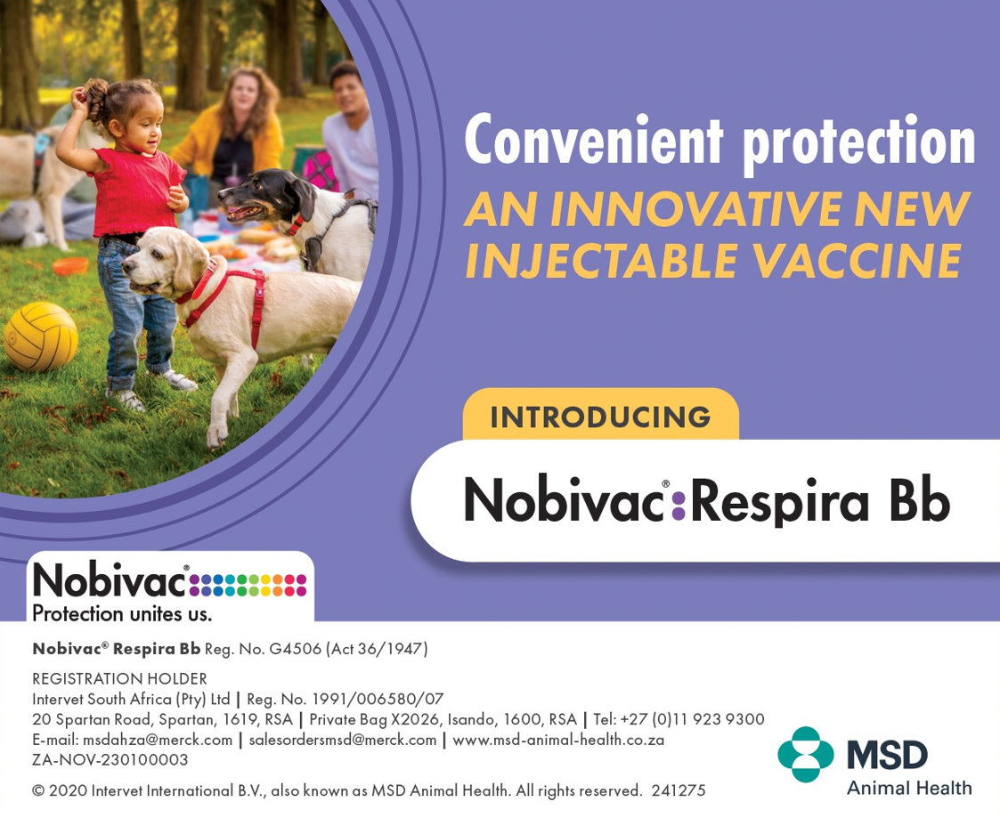 Convenient protection
AN INNOVATIVE NEW
INJECTABLE VACCINE
INTRODUCING
Nobivac®:Respira Bb
Nobivac®
Protection unites us.
Nobivac® Respira Bb Reg. No. G4506 (Act 36/1947)
REGISTRATION HOLDER
Intervet South Africa (Pty) Ltd | Reg. No. 1991/006580/07
20 Spartan Road, Spartan, 1619, RSA | Private Bag X2026, Isando, 1600, RSA | Tel: +27 (0)11 923 9300
E-mail: msdahza@merck.com | salesordersmsd@merck.com | www.msd-animal-health.co.za
ZA-NOV-230100003
© 2020 Intervet International B.V., also known as MSD Animal Health. All rights reserved. 241275
MSD
Animal Health